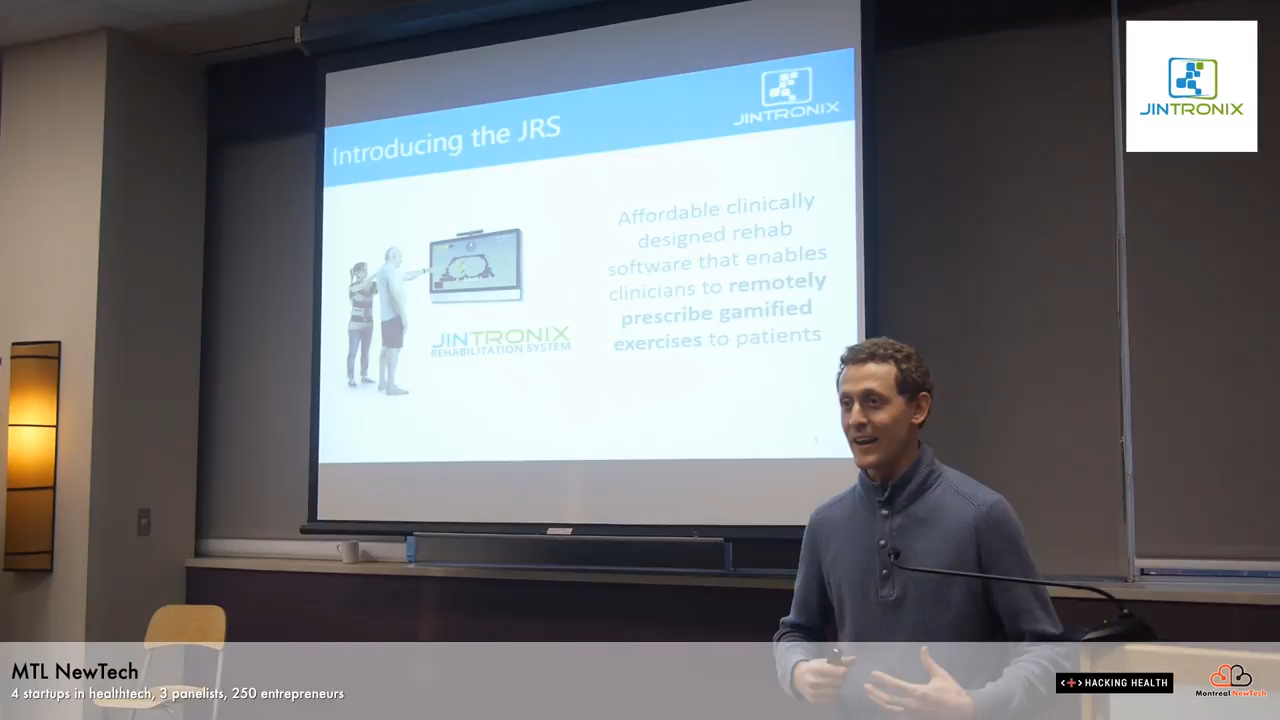 Introducing the JRS
JINTRONIX
Affordable clinically
designed rehab
software that enables
clinicians to remotely
prescribe gamified
exercises to patients
JINTRONIX
REHABILITATION SYSTEM
JINTRONIX
MTL NewTech
4 startups in healthtech, 3 panelists, 250 entrepreneurs
<+> HACKING HEALTH
Montreal NewTech